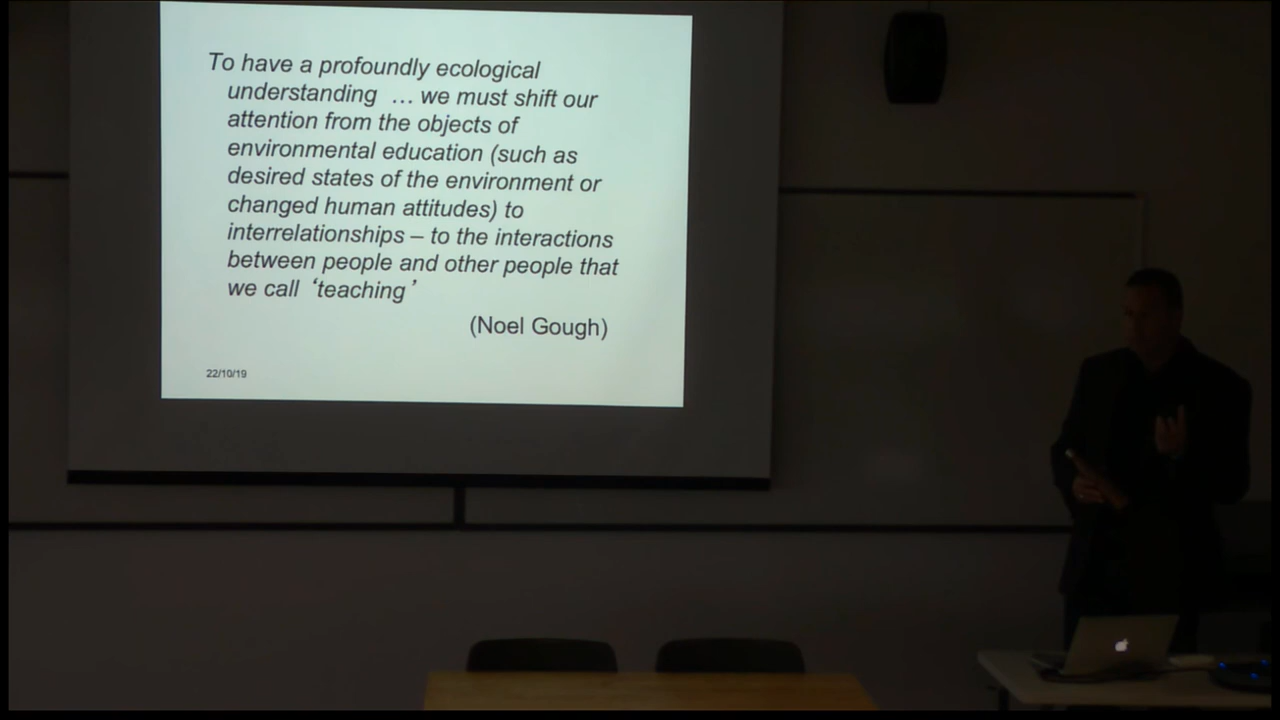 To have a profoundly ecological
understanding … we must shift our
attention from the objects of
environmental education (such as
desired states of the environment or
changed human attitudes) to
interrelationships – to the interactions
between people and other people that
we call ‘teaching’
(Noel Gough)
22/10/19